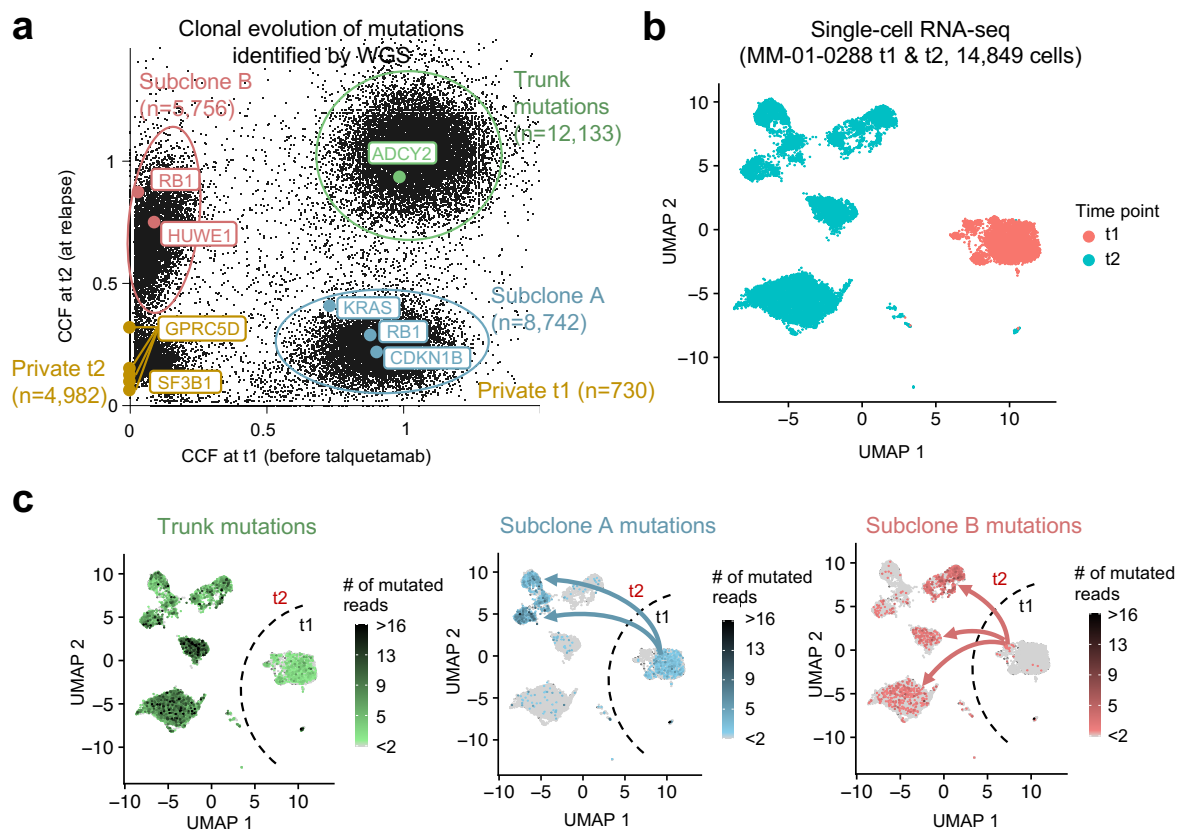 a
Clonal evolution of mutations
identified by WGS
Subclone B
(n=5,756)
Trunk
mutations
(n=12,133)
ADCY2
RB1
HUWE1
Subclone A
(n=8,742)
KRAS
RB1
CDKN1B
GPRC5D
SF3B1
Private t2
(n=4,982)
Private t1 (n=730)
1
0.5
0
0
0.5
1
CCF at t2 (at relapse)
CCF at t1 (before talquetamab)
b
Single-cell RNA-seq
(MM-01-0288 t1 & t2, 14,849 cells)
10
5
0
−5
−10
−5
0
5
10
UMAP 2
UMAP 1
Time point
t1
t2
c
Trunk mutations
t2
t1
10
5
0
−5
−10
−10
−5
0
5
10
UMAP 2
UMAP 1
# of mutated
reads
>16
13
9
5
<2
Subclone A mutations
t2
t1
10
5
0
−5
−10
−10
−5
0
5
10
UMAP 2
UMAP 1
# of mutated
reads
>16
13
9
5
<2
Subclone B mutations
t2
t1
10
5
0
−5
−10
−10
−5
0
5
10
UMAP 2
UMAP 1
# of mutated
reads
>16
13
9
5
<2